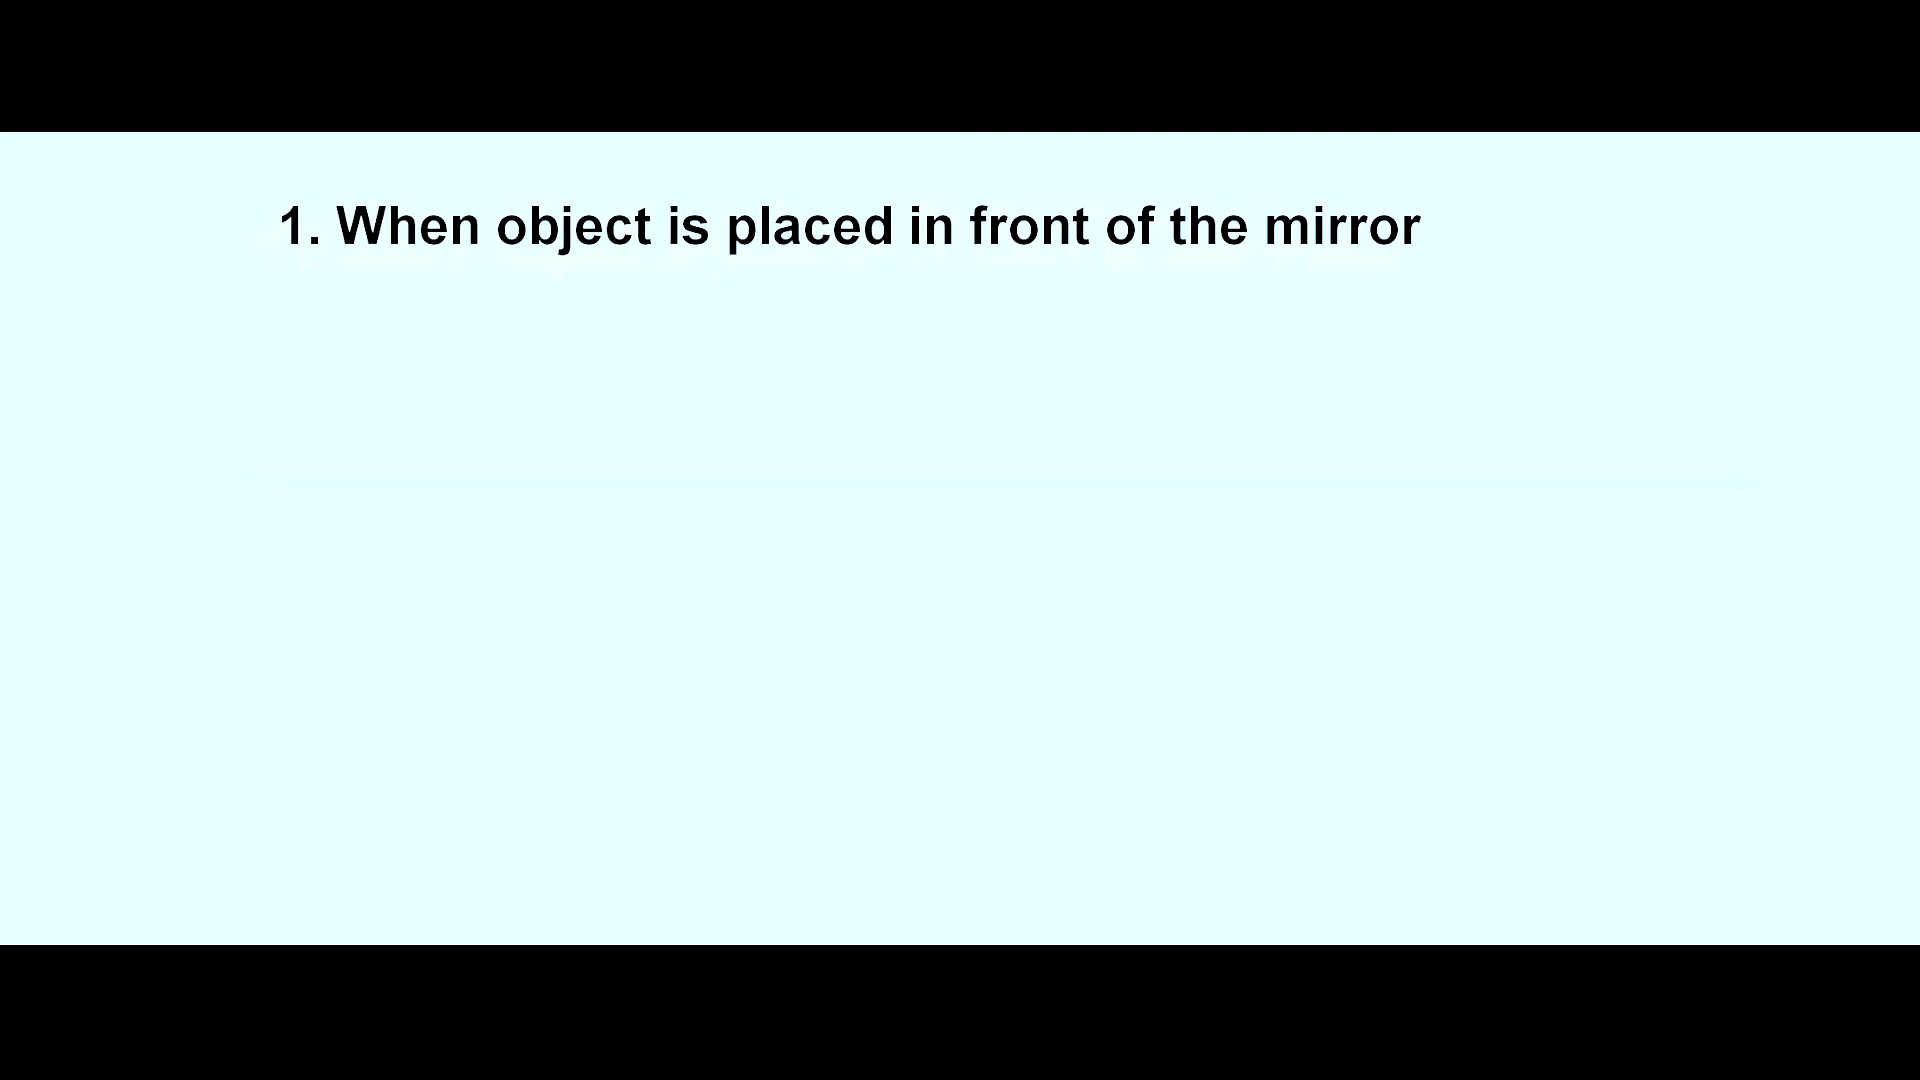 1. When object is placed in front of the mirror